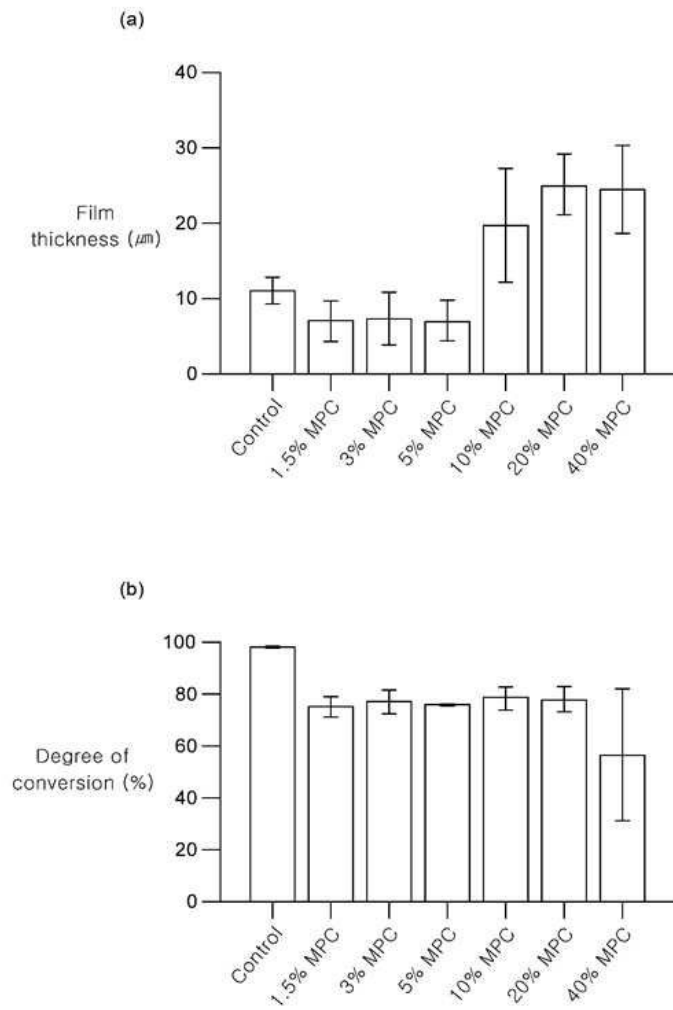 (a)
40
30
20
10
0
Film
thickness (㎛)
Control
1.5% MPC
3% MPC
5% MPC
10% MPC
20% MPC
40% MPC
(b)
100
80
60
40
20
0
Degree of
conversion (%)
Control
1.5% MPC
3% MPC
5% MPC
10% MPC
20% MPC
40% MPC